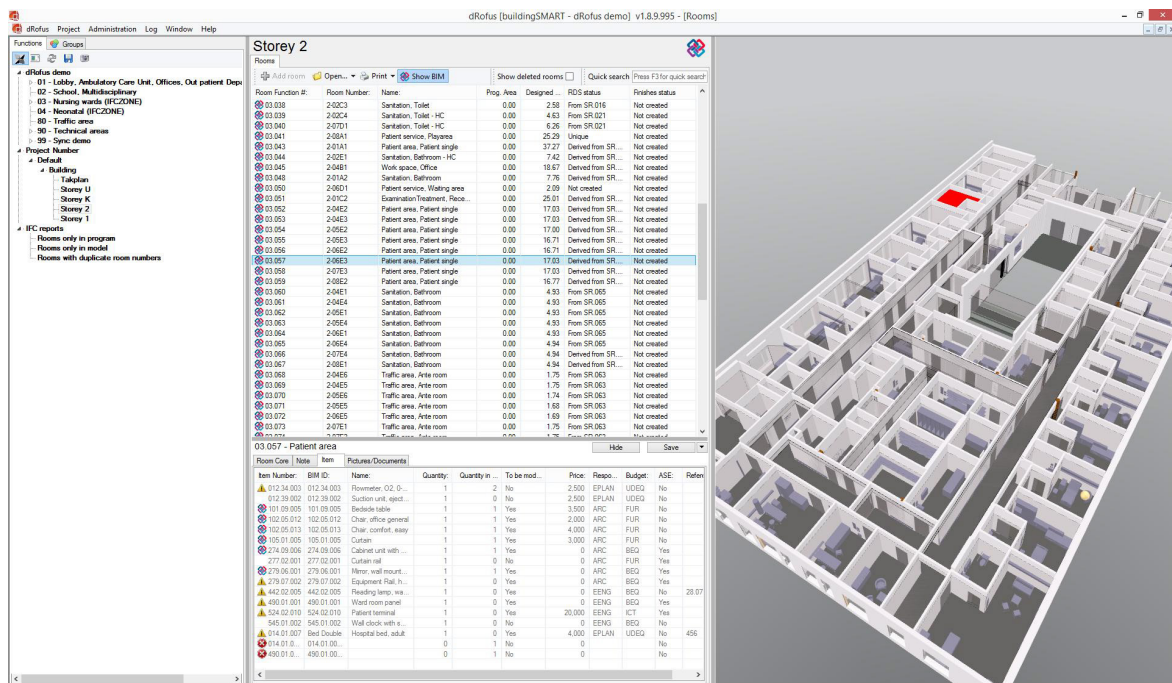 dRofus [buildingSMART - dRofus demo] v1.8.9.995 - [Rooms]
dRofus Project Administration Log Window Help
Functions Groups
dRofus demo
01 - Lobby, Ambulatory Care Unit, Offices, Out patient Depa
02 - School, Multidisciplinary
03 - Nursing wards (IFCZONE)
04 - Neonatal (IFCZONE)
80 - Traffic area
90 - Technical areas
99 - Sync demo
Project Number
Default
Building
Takplan
Storey U
Storey K
Storey 2
Storey 1
IFC reports
Rooms only in program
Rooms only in model
Rooms with duplicate room numbers
Storey 2
Rooms
Add room Open... Print Show BIM Show deleted rooms Quick search Press F3 for quick search
Room Function #: Room Number: Name: Prog. Area Designed ... RDS status Finishes status
03.038 2-02C3 Sanitation, Toilet 0.00 2.58 From SR.016 Not created
03.039 2-02C4 Sanitation, Toilet - HC 0.00 4.63 From SR.021 Not created
03.040 2-07D1 Sanitation, Toilet - HC 0.00 6.26 From SR.021 Not created
03.041 2-08A1 Patient service, Playarea 0.00 25.29 Unique Not created
03.043 2-01A1 Patient area, Patient single 0.00 37.27 Derived from SR.... Not created
03.044 2-02E1 Sanitation, Bathroom - HC 0.00 7.42 Derived from SR.... Not created
03.045 2-04B1 Work space, Office 0.00 18.67 Derived from SR.... Not created
03.048 2-01A2 Sanitation, Bathroom 0.00 7.76 Derived from SR.... Not created
03.050 2-06D1 Patient service, Waiting area 0.00 2.09 Not created Not created
03.051 2-01C2 ExaminationTreatment, Rece... 0.00 25.01 Derived from SR.... Not created
03.052 2-04E2 Patient area, Patient single 0.00 17.03 Derived from SR.... Not created
03.053 2-04E3 Patient area, Patient single 0.00 17.03 Derived from SR.... Not created
03.054 2-05E2 Patient area, Patient single 0.00 17.00 Derived from SR.... Not created
03.055 2-05E3 Patient area, Patient single 0.00 16.71 Derived from SR.... Not created
03.056 2-06E2 Patient area, Patient single 0.00 16.71 Derived from SR.... Not created
03.057 2-06E3 Patient area, Patient single 0.00 17.03 Derived from SR.... Not created
03.058 2-07E3 Patient area, Patient single 0.00 17.03 Derived from SR.... Not created
03.059 2-08E2 Patient area, Patient single 0.00 16.77 Derived from SR.... Not created
03.060 2-04E1 Sanitation, Bathroom 0.00 4.93 From SR.065 Not created
03.061 2-04E4 Sanitation, Bathroom 0.00 4.93 From SR.065 Not created
03.062 2-05E1 Sanitation, Bathroom 0.00 4.93 From SR.065 Not created
03.063 2-05E4 Sanitation, Bathroom 0.00 4.93 From SR.065 Not created
03.064 2-06E1 Sanitation, Bathroom 0.00 4.93 From SR.065 Not created
03.065 2-06E4 Sanitation, Bathroom 0.00 4.94 From SR.065 Not created
03.066 2-07E4 Sanitation, Bathroom 0.00 4.94 Derived from SR.... Not created
03.067 2-08E1 Sanitation, Bathroom 0.00 4.94 Derived from SR.... Not created
03.068 2-04E6 Traffic area, Ante room 0.00 1.75 From SR.063 Not created
03.069 2-04E5 Traffic area, Ante room 0.00 1.75 From SR.063 Not created
03.070 2-05E6 Traffic area, Ante room 0.00 1.74 From SR.063 Not created
03.071 2-05E5 Traffic area, Ante room 0.00 1.68 From SR.063 Not created
03.072 2-06E5 Traffic area, Ante room 0.00 1.69 From SR.063 Not created
03.073 2-07E1 Traffic area, Ante room 0.00 1.75 From SR.063 Not created
03.057 - Patient area Hide Save
Room Core Note Item Pictures/Documents
Item Number: BIM ID: Name: Quantity: Quantity in ... To be mod... Price: Respo... Budget: ASE: Refere
012.34.003 012.34.003 Flowmeter, O2, 0-... 1 2 No 2,500 EPLAN UDEQ No
012.39.002 012.39.002 Suction unit, eject... 1 0 No 2,500 EPLAN UDEQ No
101.09.005 101.09.005 Bedside table 1 1 Yes 3,500 ARC FUR No
102.05.012 102.05.012 Chair, office general 1 1 Yes 2,000 ARC FUR No
102.05.013 102.05.013 Chair, comfort, easy 1 1 Yes 4,000 ARC FUR No
105.01.005 105.01.005 Curtain 1 1 Yes 3,000 ARC FUR No
274.09.006 274.09.006 Cabinet unit with ... 1 1 Yes 0 ARC BEQ Yes
277.02.001 277.02.001 Curtain rail 1 0 No 0 ARC FUR Yes
279.06.001 279.06.001 Mirror, wall mount... 1 1 Yes 0 ARC BEQ Yes
279.07.002 279.07.002 Equipment Rail, h... 1 0 Yes 0 ARC BEQ Yes
442.02.005 442.02.005 Reading lamp, wa... 1 0 Yes 0 EENG BEQ No 28.07
490.01.001 490.01.001 Ward room panel 1 0 Yes 0 EENG BEQ Yes
524.02.010 524.02.010 Patient terminal 1 0 Yes 20,000 EENG ICT Yes
545.01.002 545.01.002 Wall clock with s... 1 0 No 0 EENG BEQ No
014.01.007 Bed Double Hospital bed, adult 1 0 Yes 4,000 EPLAN UDEQ No 456
014.01.0... 014.01.00... 0 1 No 0 No
490.01.0... 490.01.00... 0 1 No 0 No